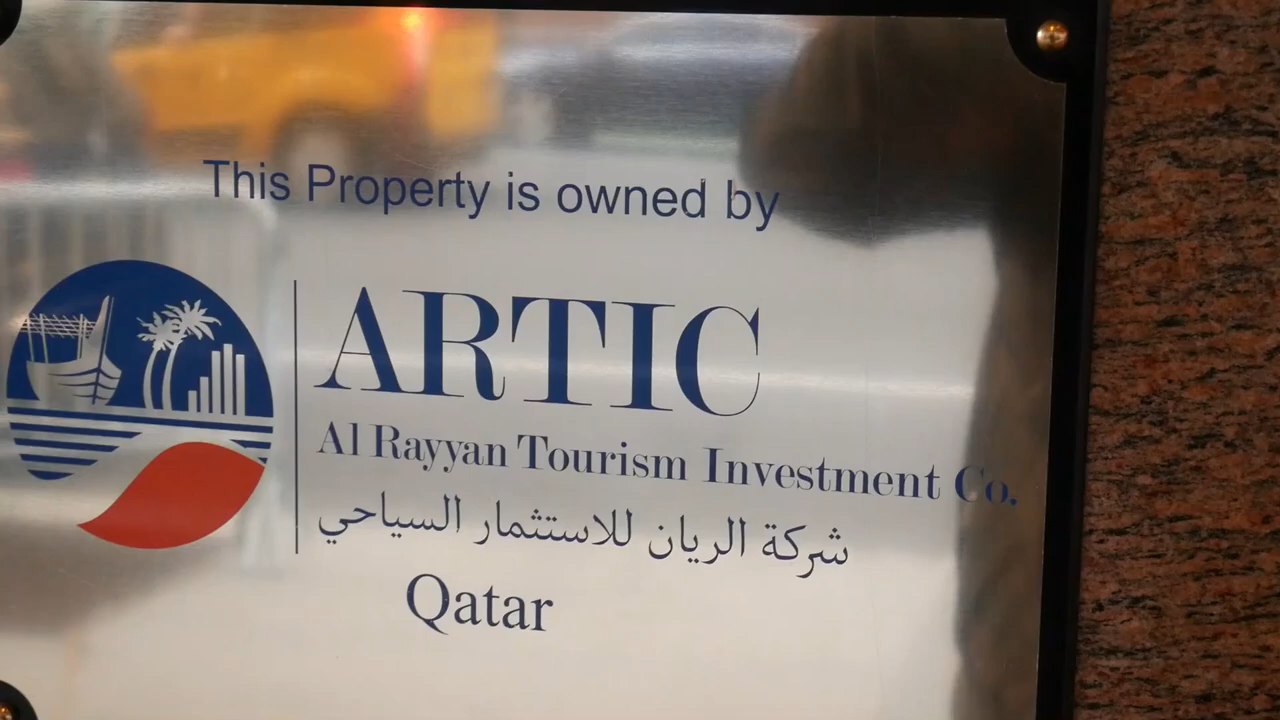 This Property is owned by
ARTIC
Al Rayyan Tourism Investment Co.
شركة الريان للاستثمار السياحي
Qatar